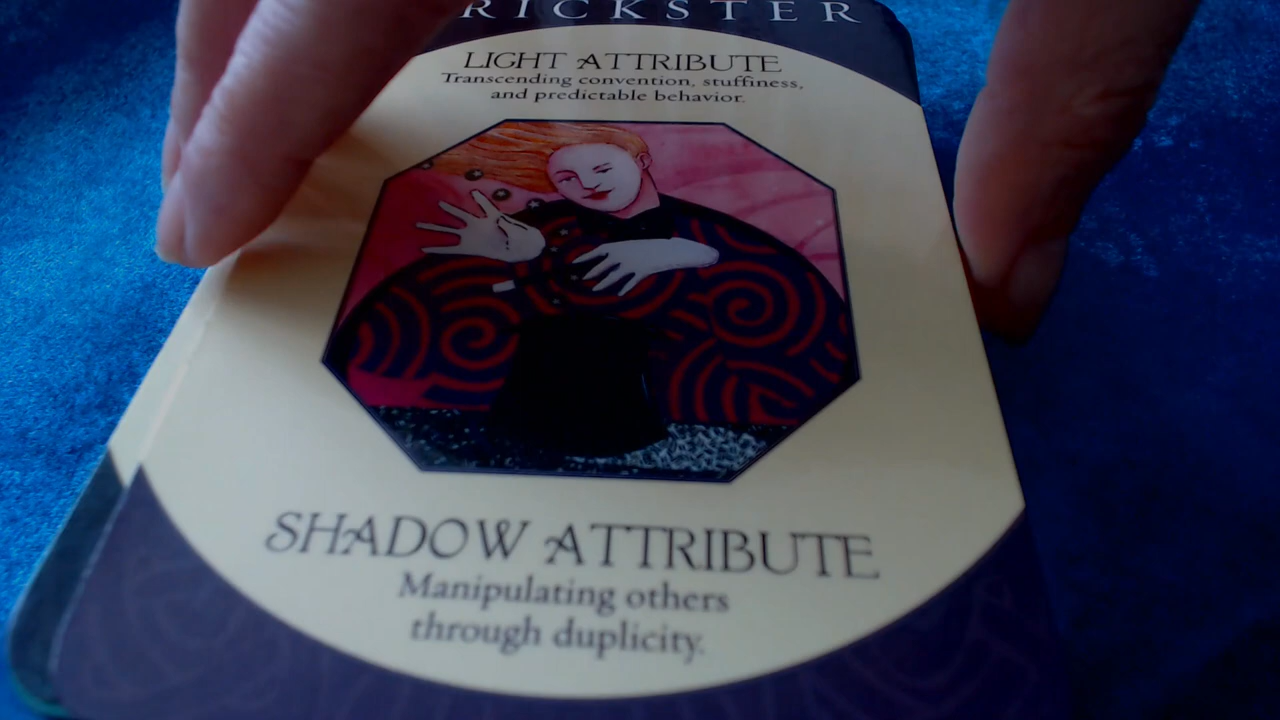 RICKSTER
LIGHT ATTRIBUTE
Transcending convention, stuffiness,
and predictable behavior.
SHADOW ATTRIBUTE
Manipulating others
through duplicity.